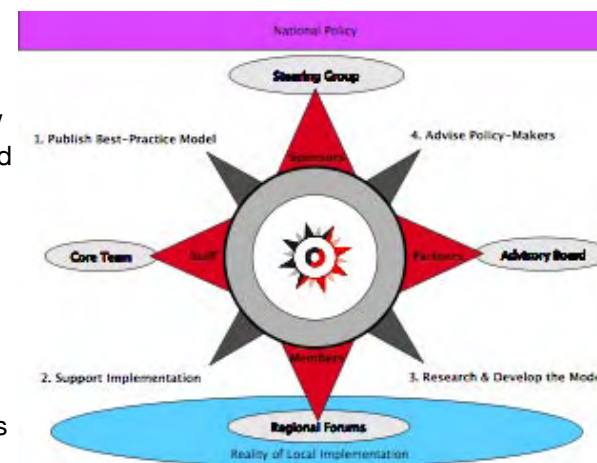 National Policy
Steering Group
1. Publish Best-Practice Model
4. Advise Policy-Makers
Sponsors
Core Team
Staff
Partners
Advisory Board
Members
2. Support Implementation
3. Research & Develop the Mode
Regional Forums
Reality of Local Implementation